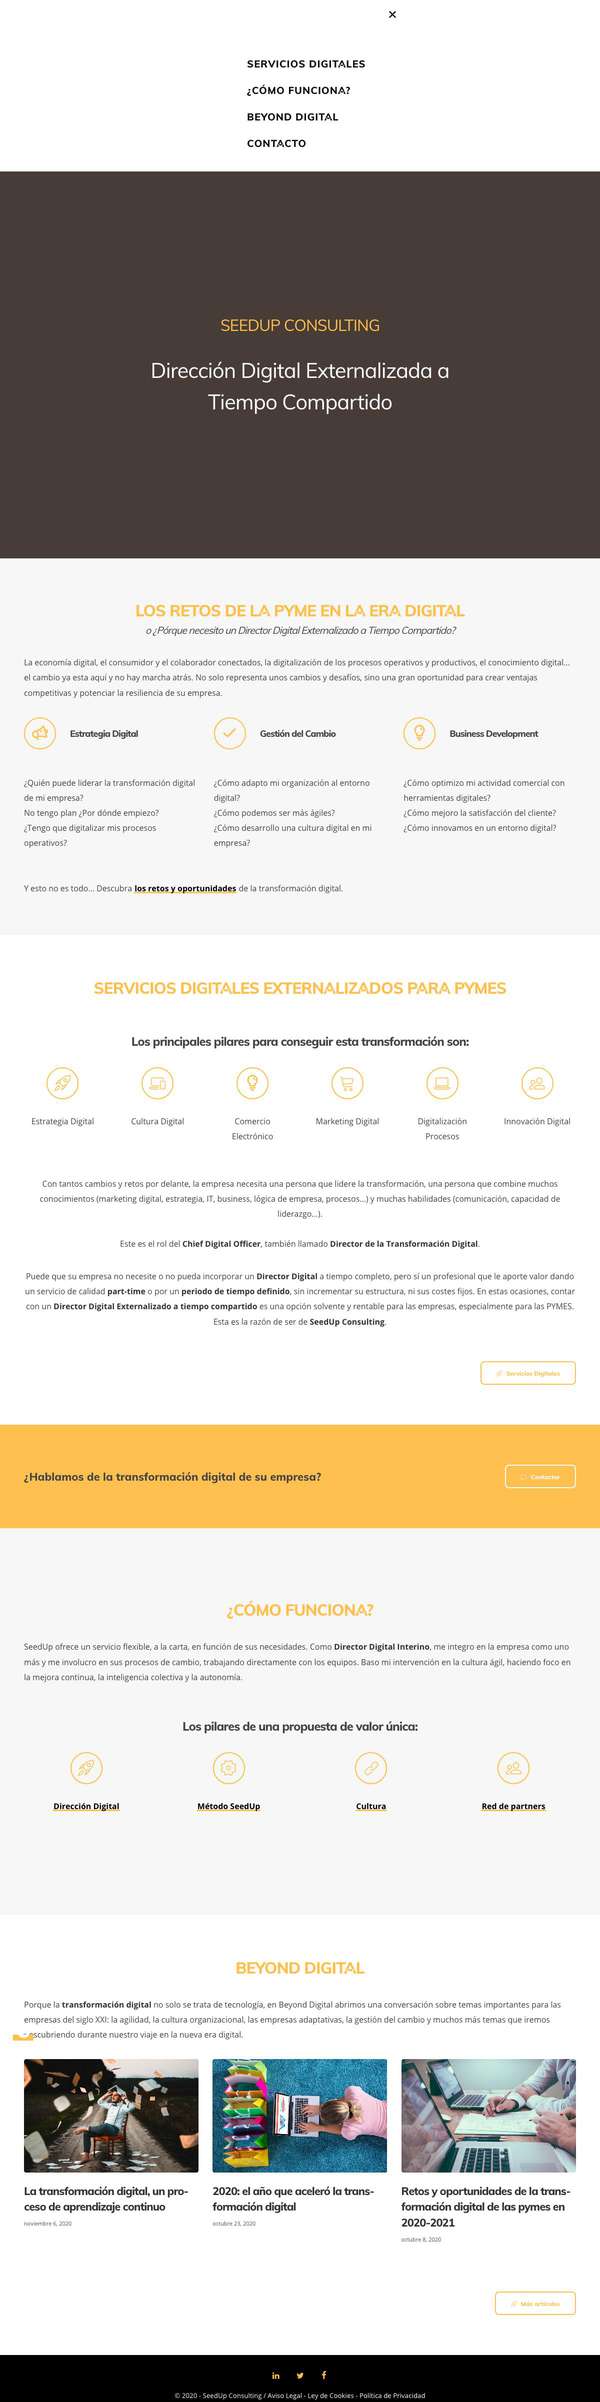 SERVICIOS DIGITALES
¿CÓMO FUNCIONA?
BEYOND DIGITAL
CONTACTO
SEEDUP CONSULTING
Dirección Digital Externalizada a
Tiempo Compartido
LOS RETOS DE LA PYME EN LA ERA DIGITAL
o ¿Pórque necesito un Director Digital Externalizado a Tiempo Compartido?
La economía digital, el consumidor y el colaborador conectados, la digitalización de los procesos operativos y productivos, el conocimiento digital...
el cambio ya esta aquí y no hay marcha atrás. No solo representa unos cambios y desafíos, sino una gran oportunidad para crear ventajas
competitivas y potenciar la resiliencia de su empresa.
Estrategia Digital
¿Quién puede liderar la transformación digital
de mi empresa?
No tengo plan ¿Por dónde empiezo?
¿Tengo que digitalizar mis procesos
operativos?
Gestión del Cambio
¿Cómo adapto mi organización al entorno
digital?
¿Cómo podemos ser más ágiles?
¿Cómo desarrollo una cultura digital en mi
empresa?
Business Development
¿Cómo optimizo mi actividad comercial con
herramientas digitales?
¿Cómo mejoro la satisfacción del cliente?
¿Cómo innovamos en un entorno digital?
Y esto no es todo... Descubra los retos y oportunidades de la transformación digital.
SERVICIOS DIGITALES EXTERNALIZADOS PARA PYMES
Los principales pilares para conseguir esta transformación son:
Estrategia Digital
Cultura Digital
Comercio
Electrónico
Marketing Digital
Digitalización
Procesos
Innovación Digital
Con tantos cambios y retos por delante, la empresa necesita una persona que lidere la transformación, una persona que combine muchos
conocimientos (marketing digital, estrategia, IT, business, lógica de empresa, procesos...) y muchas habilidades (comunicación, capacidad de
liderazgo...).
Este es el rol del Chief Digital Officer, también llamado Director de la Transformación Digital.
Puede que su empresa no necesite o no pueda incorporar un Director Digital a tiempo completo, pero sí un profesional que le aporte valor dando
un servicio de calidad part-time o por un periodo de tiempo definido, sin incrementar su estructura, ni sus costes fijos. En estas ocasiones, contar
con un Director Digital Externalizado a tiempo compartido es una opción solvente y rentable para las empresas, especialmente para las PYMES.
Esta es la razón de ser de SeedUp Consulting.
Servicios Digitales
¿Hablamos de la transformación digital de su empresa?
Contactar
¿CÓMO FUNCIONA?
SeedUp ofrece un servicio flexible, a la carta, en función de sus necesidades. Como Director Digital Interino, me integro en la empresa como uno
más y me involucro en sus procesos de cambio, trabajando directamente con los equipos. Baso mi intervención en la cultura ágil, haciendo foco en
la mejora continua, la inteligencia colectiva y la autonomía.
Los pilares de una propuesta de valor única:
Dirección Digital
Método SeedUp
Cultura
Red de partners
BEYOND DIGITAL
Porque la transformación digital no solo se trata de tecnología, en Beyond Digital abrimos una conversación sobre temas importantes para las
empresas del siglo XXI: la agilidad, la cultura organizacional, las empresas adaptativas, la gestión del cambio y muchos más temas que iremos
escubriendo durante nuestro viaje en la nueva era digital.
La transformación digital, un pro-
ceso de aprendizaje continuo
noviembre 6, 2020
2020: el año que aceleró la trans-
formación digital
octubre 23, 2020
Retos y oportunidades de la trans-
formación digital de las pymes en
2020-2021
octubre 8, 2020
Más artículos
© 2020 - SeedUp Consulting / Aviso Legal - Ley de Cookies - Política de Privacidad